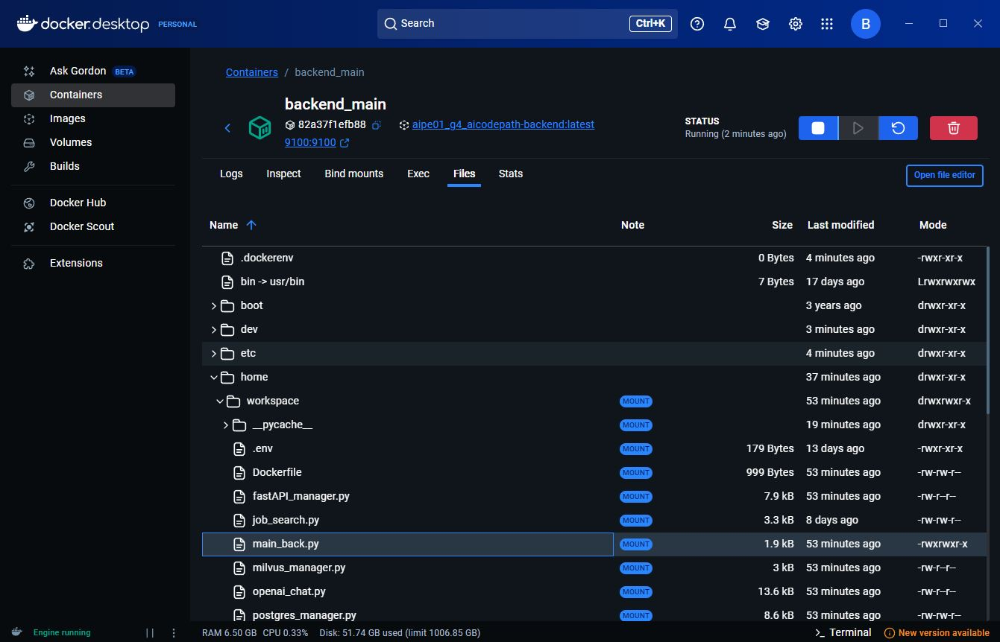 docker.desktop PERSONAL Search Ctrl+K B
Ask Gordon BETA
Containers
Images
Volumes
Builds
Docker Hub
Docker Scout
Extensions
Containers / backend_main
backend_main
82a37f1efb88 aipe01_g4_aicodepath-backend:latest
9100:9100
STATUS
Running (2 minutes ago)
Logs Inspect Bind mounts Exec Files Stats Open file editor
Name Note Size Last modified Mode
.dockerenv 0 Bytes 4 minutes ago -rwxr-xr-x
bin -> usr/bin 7 Bytes 17 days ago Lrwxrwxrwx
boot 3 years ago drwxr-xr-x
dev 3 minutes ago drwxr-xr-x
etc 4 minutes ago drwxr-xr-x
home 37 minutes ago drwxr-xr-x
workspace MOUNT 53 minutes ago drwxrwxr-x
__pycache__ MOUNT 19 minutes ago drwxr-xr-x
.env MOUNT 179 Bytes 13 days ago -rwxr-xr-x
Dockerfile MOUNT 999 Bytes 53 minutes ago -rw-rw-r--
fastAPI_manager.py MOUNT 7.9 kB 53 minutes ago -rw-r--r--
job_search.py MOUNT 3.3 kB 8 days ago -rw-rw-r--
main_back.py MOUNT 1.9 kB 53 minutes ago -rwxrwxr-x
milvus_manager.py MOUNT 3 kB 53 minutes ago -rw-r--r--
openai_chat.py MOUNT 13.6 kB 53 minutes ago -rw-r--r--
postgres_manager.py MOUNT 8.6 kB 53 minutes ago -rw-rw-r--
Engine running RAM 6.50 GB CPU 0.33% Disk: 51.74 GB used (limit 1006.85 GB) >_ Terminal New version available